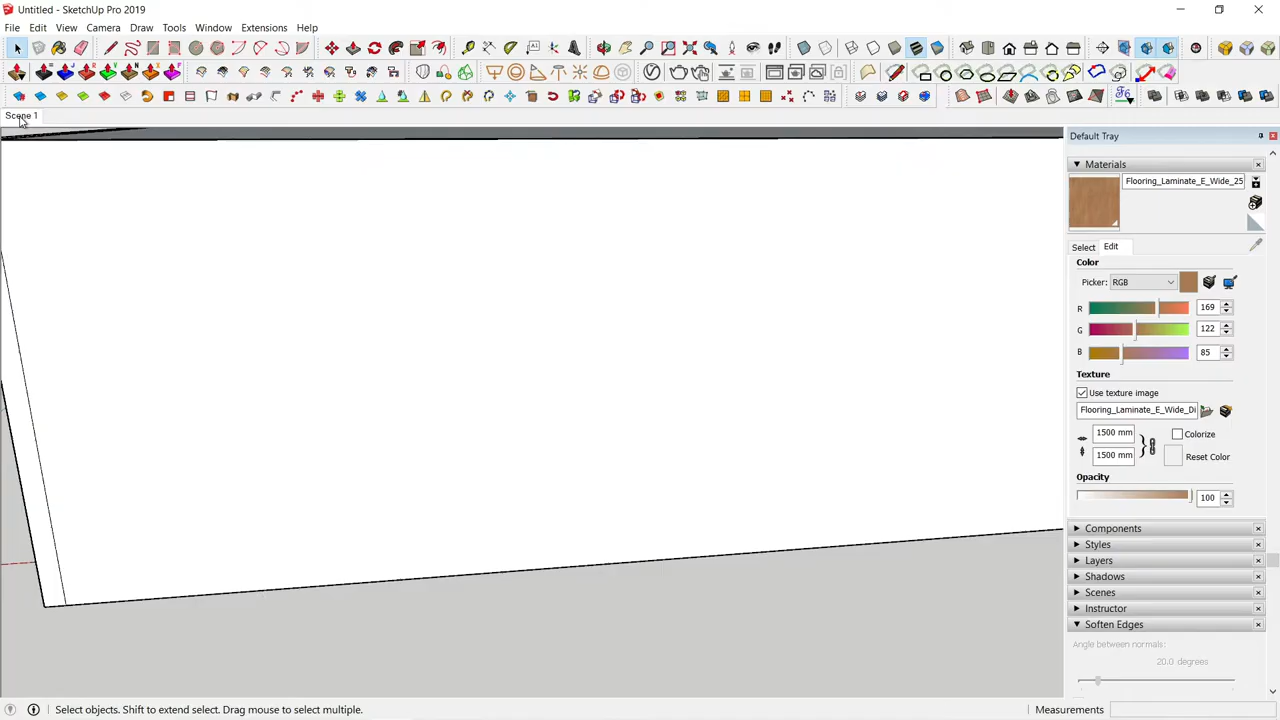 Untitled - SketchUp Pro 2019
File Edit Camera Draw Tools Window Extensions Help
Scene 1
Default Tray
Materials
Flooring_Laminate_E_Wide_25
Select Edit
Color
Picker: RGB
R 169
G 122
B 85
Texture
Use texture image
Flooring_Laminate_E_Wide_Di
1500 mm
Colorize
1500 mm
Reset Color
Opacity
100
Components
Styles
Layers
Shadows
Scenes
Instructor
Soften Edges
Angle between normals:
20.0 degrees
Select objects. Shift to extend select. Drag mouse to select multiple.
Measurements